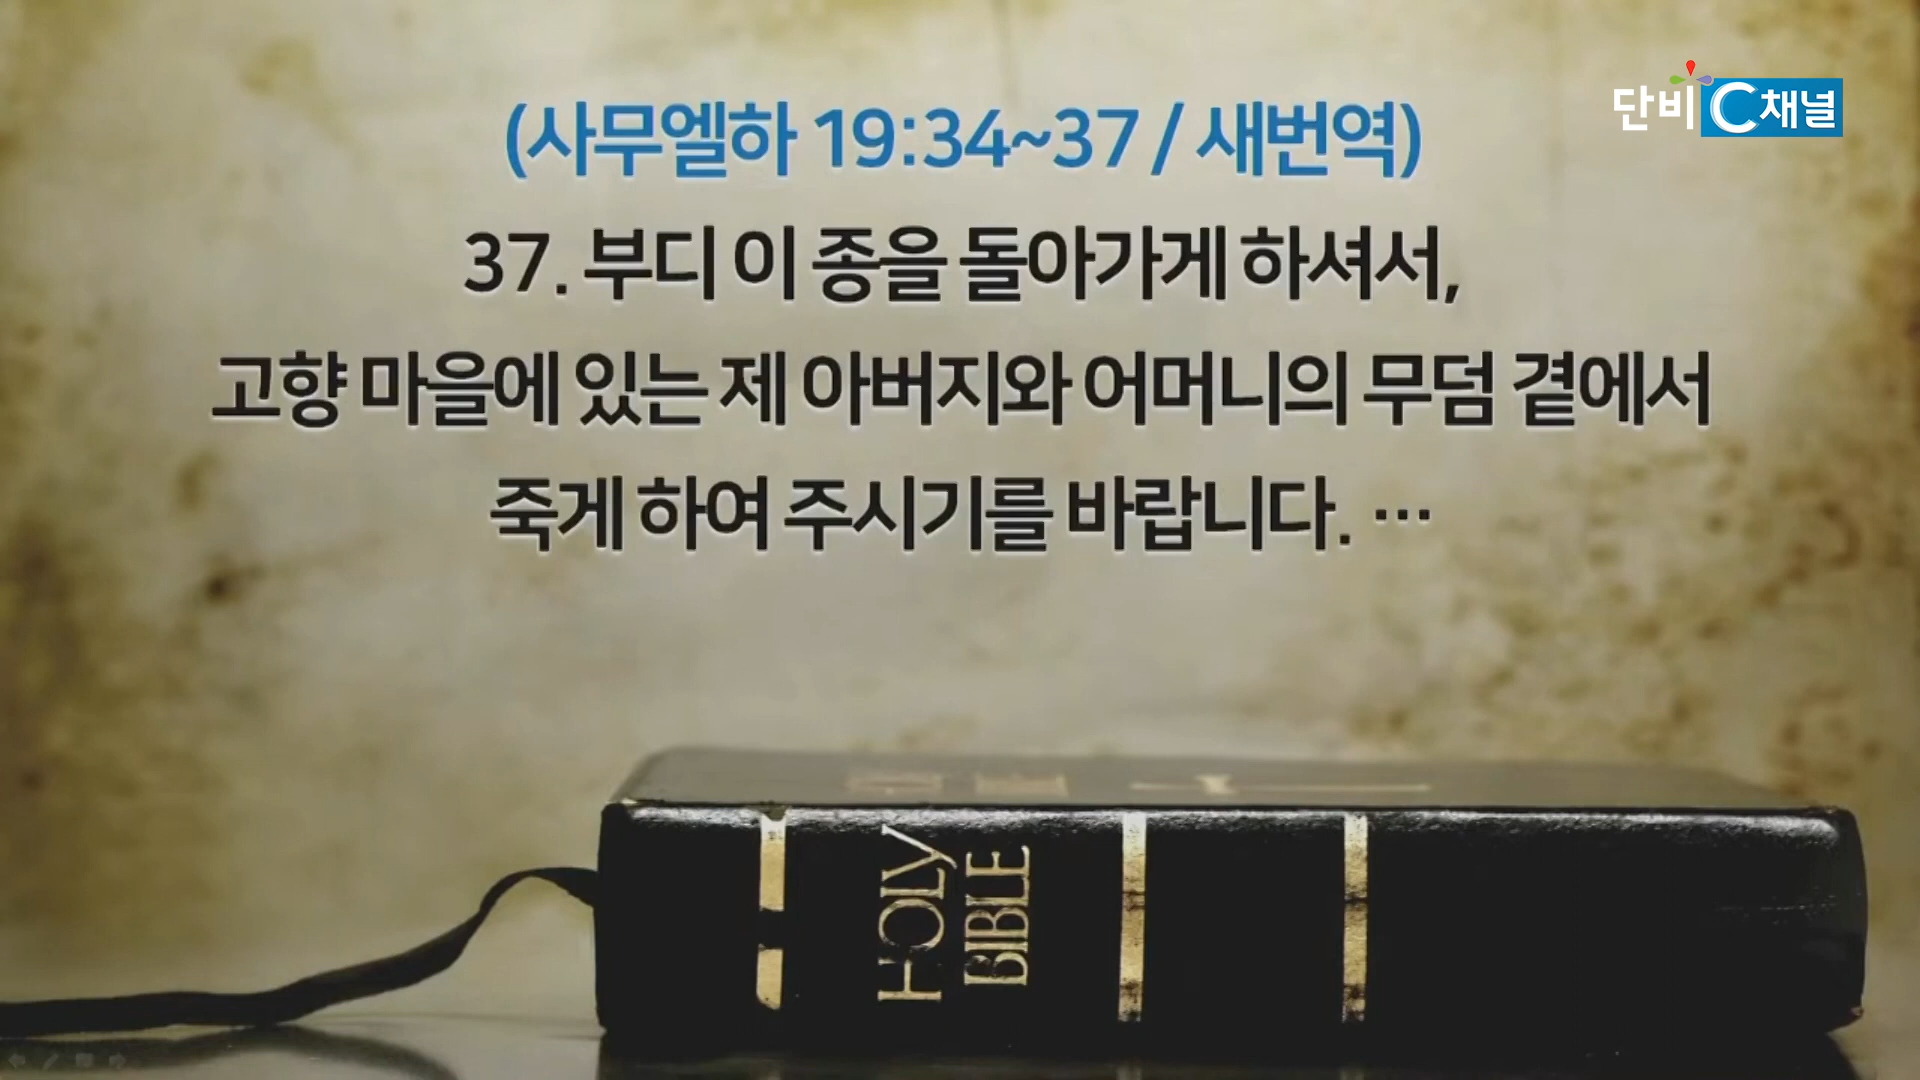 단비 C채널
(사무엘하 19:34~37 / 새번역)
37. 부디 이 종을 돌아가게 하셔서,
고향 마을에 있는 제 아버지와 어머니의 무덤 곁에서
죽게 하여 주시기를 바랍니다. …
HOLY
BIBLE